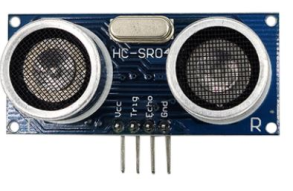 HC-SR04
Vcc
Trig
Echo
Gnd
R